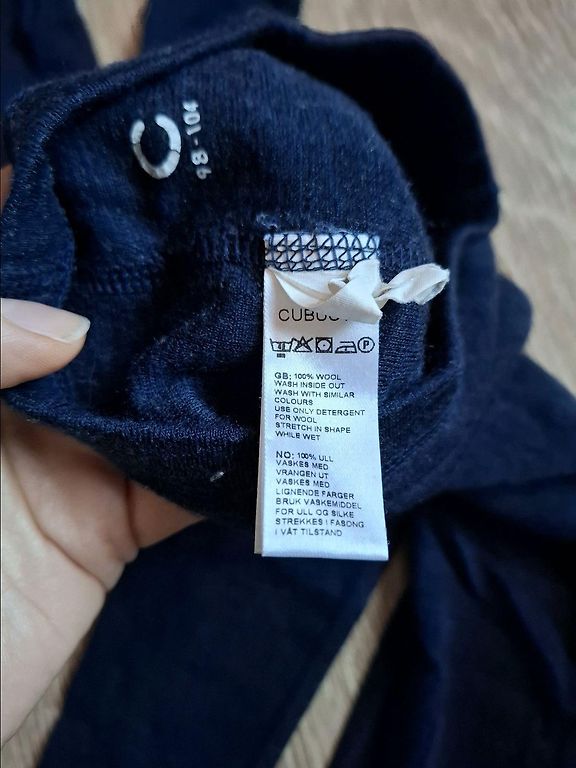 98-104
CUBUS
GB: 100% WOOL
WASH INSIDE OUT
WASH WITH SIMILAR
COLOURS
USE ONLY DETERGENT
FOR WOOL
STRETCH IN SHAPE
WHILE WET
NO: 100% ULL
VASKES MED
VRANGEN UT
VASKES MED
LIGNENDE FARGER
BRUK VASKEMIDDEL
FOR ULL OG SILKE
STREKKES I FASONG
I VÅT TILSTAND